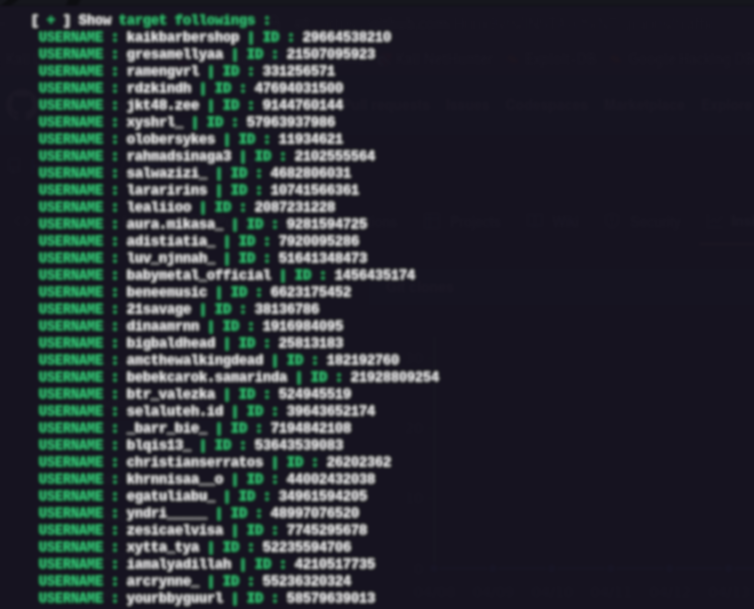 [ + ] Show target followings :
USERNAME : kaikbarbershop | ID : 29664538210
USERNAME : gresamellyaa | ID : 21507095923
USERNAME : ramengvrl | ID : 331256571
USERNAME : rdzkindh | ID : 47694031500
USERNAME : jkt48.zee | ID : 9144760144
USERNAME : xyshrl_ | ID : 57963937986
USERNAME : olobersykes | ID : 11934621
USERNAME : rahmadsinaga3 | ID : 2102555564
USERNAME : salwazizi_ | ID : 4682806031
USERNAME : lararirins | ID : 10741566361
USERNAME : lealiioo | ID : 2087231228
USERNAME : aura.mikasa_ | ID : 9281594725
USERNAME : adistiatia_ | ID : 7920095286
USERNAME : luv_njnnah_ | ID : 51641348473
USERNAME : babymetal_official | ID : 1456435174
USERNAME : beneemusic | ID : 6623175452
USERNAME : 21savage | ID : 38136786
USERNAME : dinaamrnn | ID : 1916984095
USERNAME : bigbaldhead | ID : 25813183
USERNAME : amcthewalkingdead | ID : 182192760
USERNAME : bebekcarok.samarinda | ID : 21928809254
USERNAME : btr_valezka | ID : 524945519
USERNAME : selaluteh.id | ID : 39643652174
USERNAME : _barr_bie_ | ID : 7194842108
USERNAME : blqis13_ | ID : 53643539083
USERNAME : christianserratos | ID : 26202362
USERNAME : khrnnisaa__o | ID : 44002432038
USERNAME : egatuliabu_ | ID : 34961594205
USERNAME : yndri_____ | ID : 48997076520
USERNAME : zesicaelvisa | ID : 7745295678
USERNAME : xytta_tya | ID : 52235594706
USERNAME : iamalyadillah | ID : 4210517735
USERNAME : arcrynne_ | ID : 55236320324
USERNAME : yourbbyguurl | ID : 58579639013